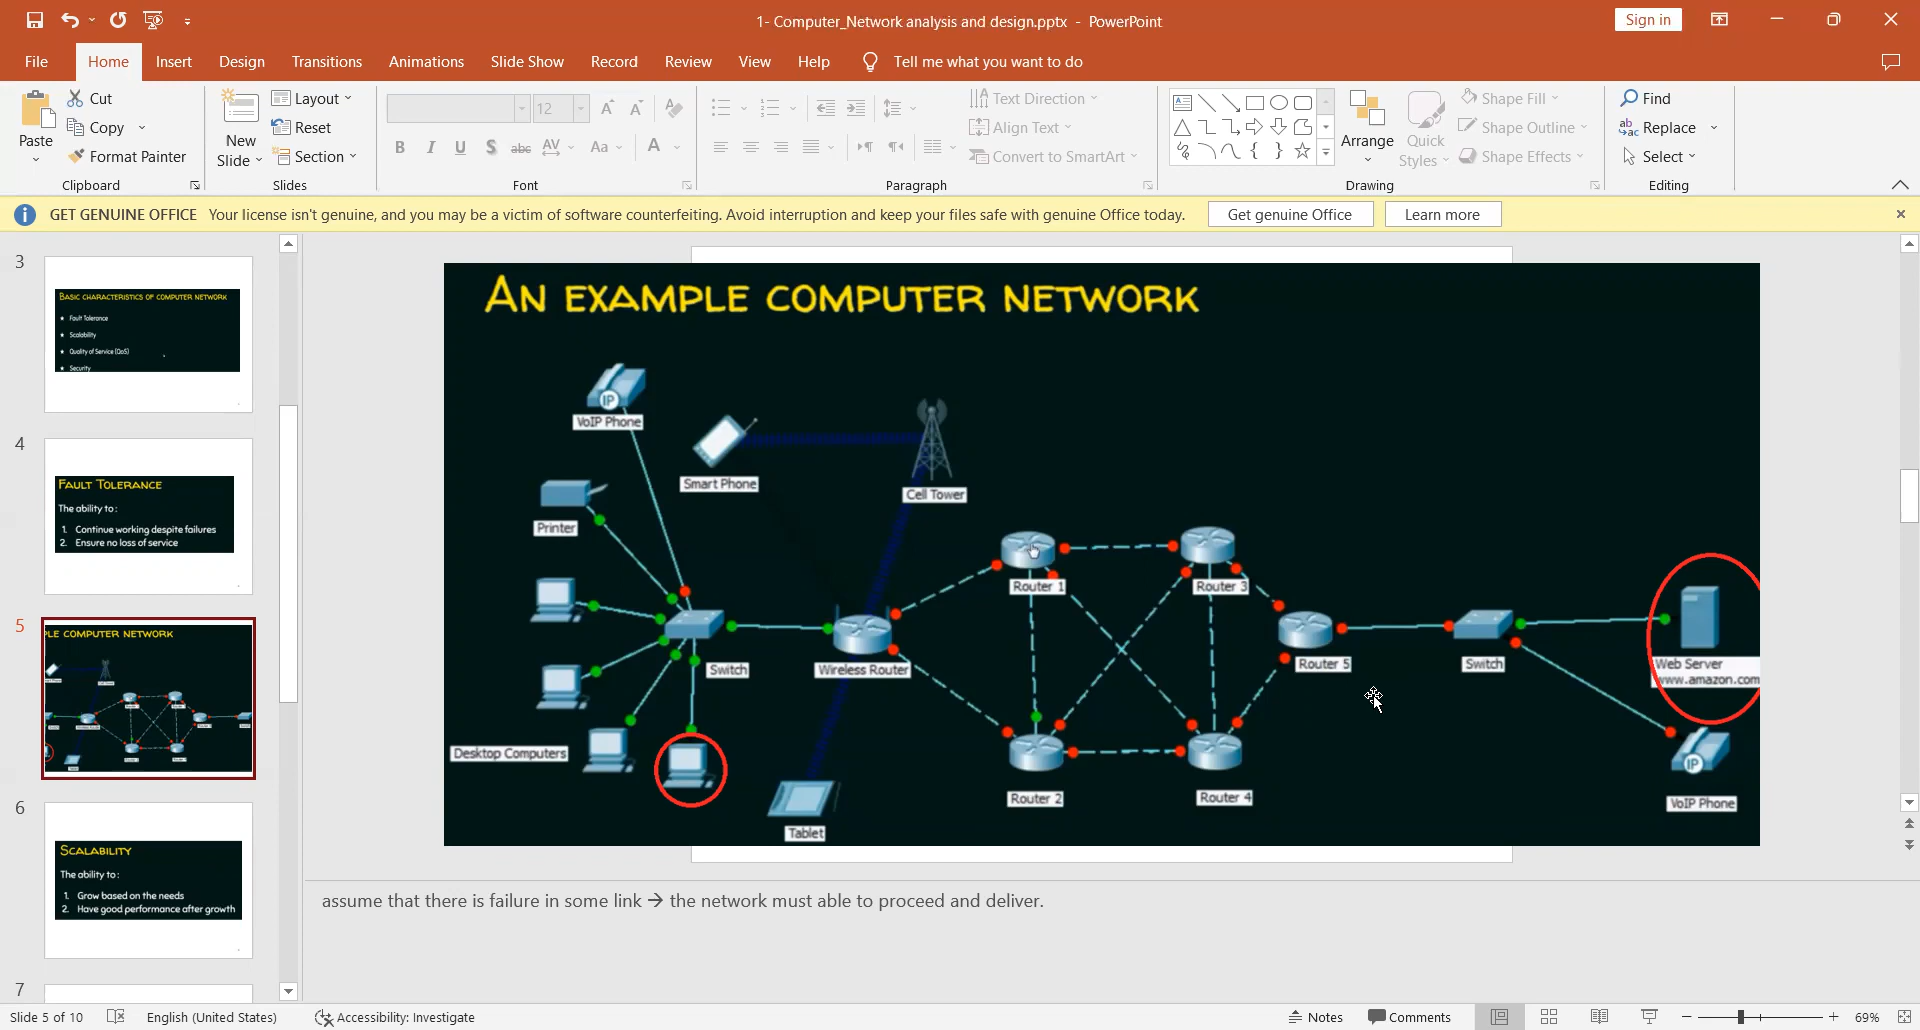 1- Computer_Network analysis and design.pptx - PowerPoint
Sign in
File Home Insert Design Transitions Animations Slide Show Record Review View Help Tell me what you want to do
Paste
Cut
Copy
Format Painter
Clipboard
New Slide
Layout
Reset
Section
Slides
12
B I U S abc AV Aa A
Font
Text Direction
Align Text
Convert to SmartArt
Paragraph
Arrange
Quick Styles
Shape Fill
Shape Outline
Shape Effects
Drawing
Find
Replace
Select
Editing
GET GENUINE OFFICE Your license isn't genuine, and you may be a victim of software counterfeiting. Avoid interruption and keep your files safe with genuine Office today. Get genuine Office Learn more
3
BASIC CHARACTERISTICS OF COMPUTER NETWORK
Fault Tolerance
Scalability
Quality of Service (QoS)
Security
4
FAULT TOLERANCE
The ability to:
1. Continue working despite failures
2. Ensure no loss of service
5
PLE COMPUTER NETWORK
6
SCALABILITY
The ability to:
1. Grow based on the needs
2. Have good performance after growth
7
AN EXAMPLE COMPUTER NETWORK
IP
VoIP Phone
Smart Phone
Cell Tower
Printer
Router 1
Router 3
Switch
Wireless Router
Router 5
Switch
Web Server
www.amazon.com
Desktop Computers
Router 2
Router 4
IP
VoIP Phone
Tablet
assume that there is failure in some link → the network must able to proceed and deliver.
Slide 5 of 10 English (United States) Accessibility: Investigate Notes Comments 69%